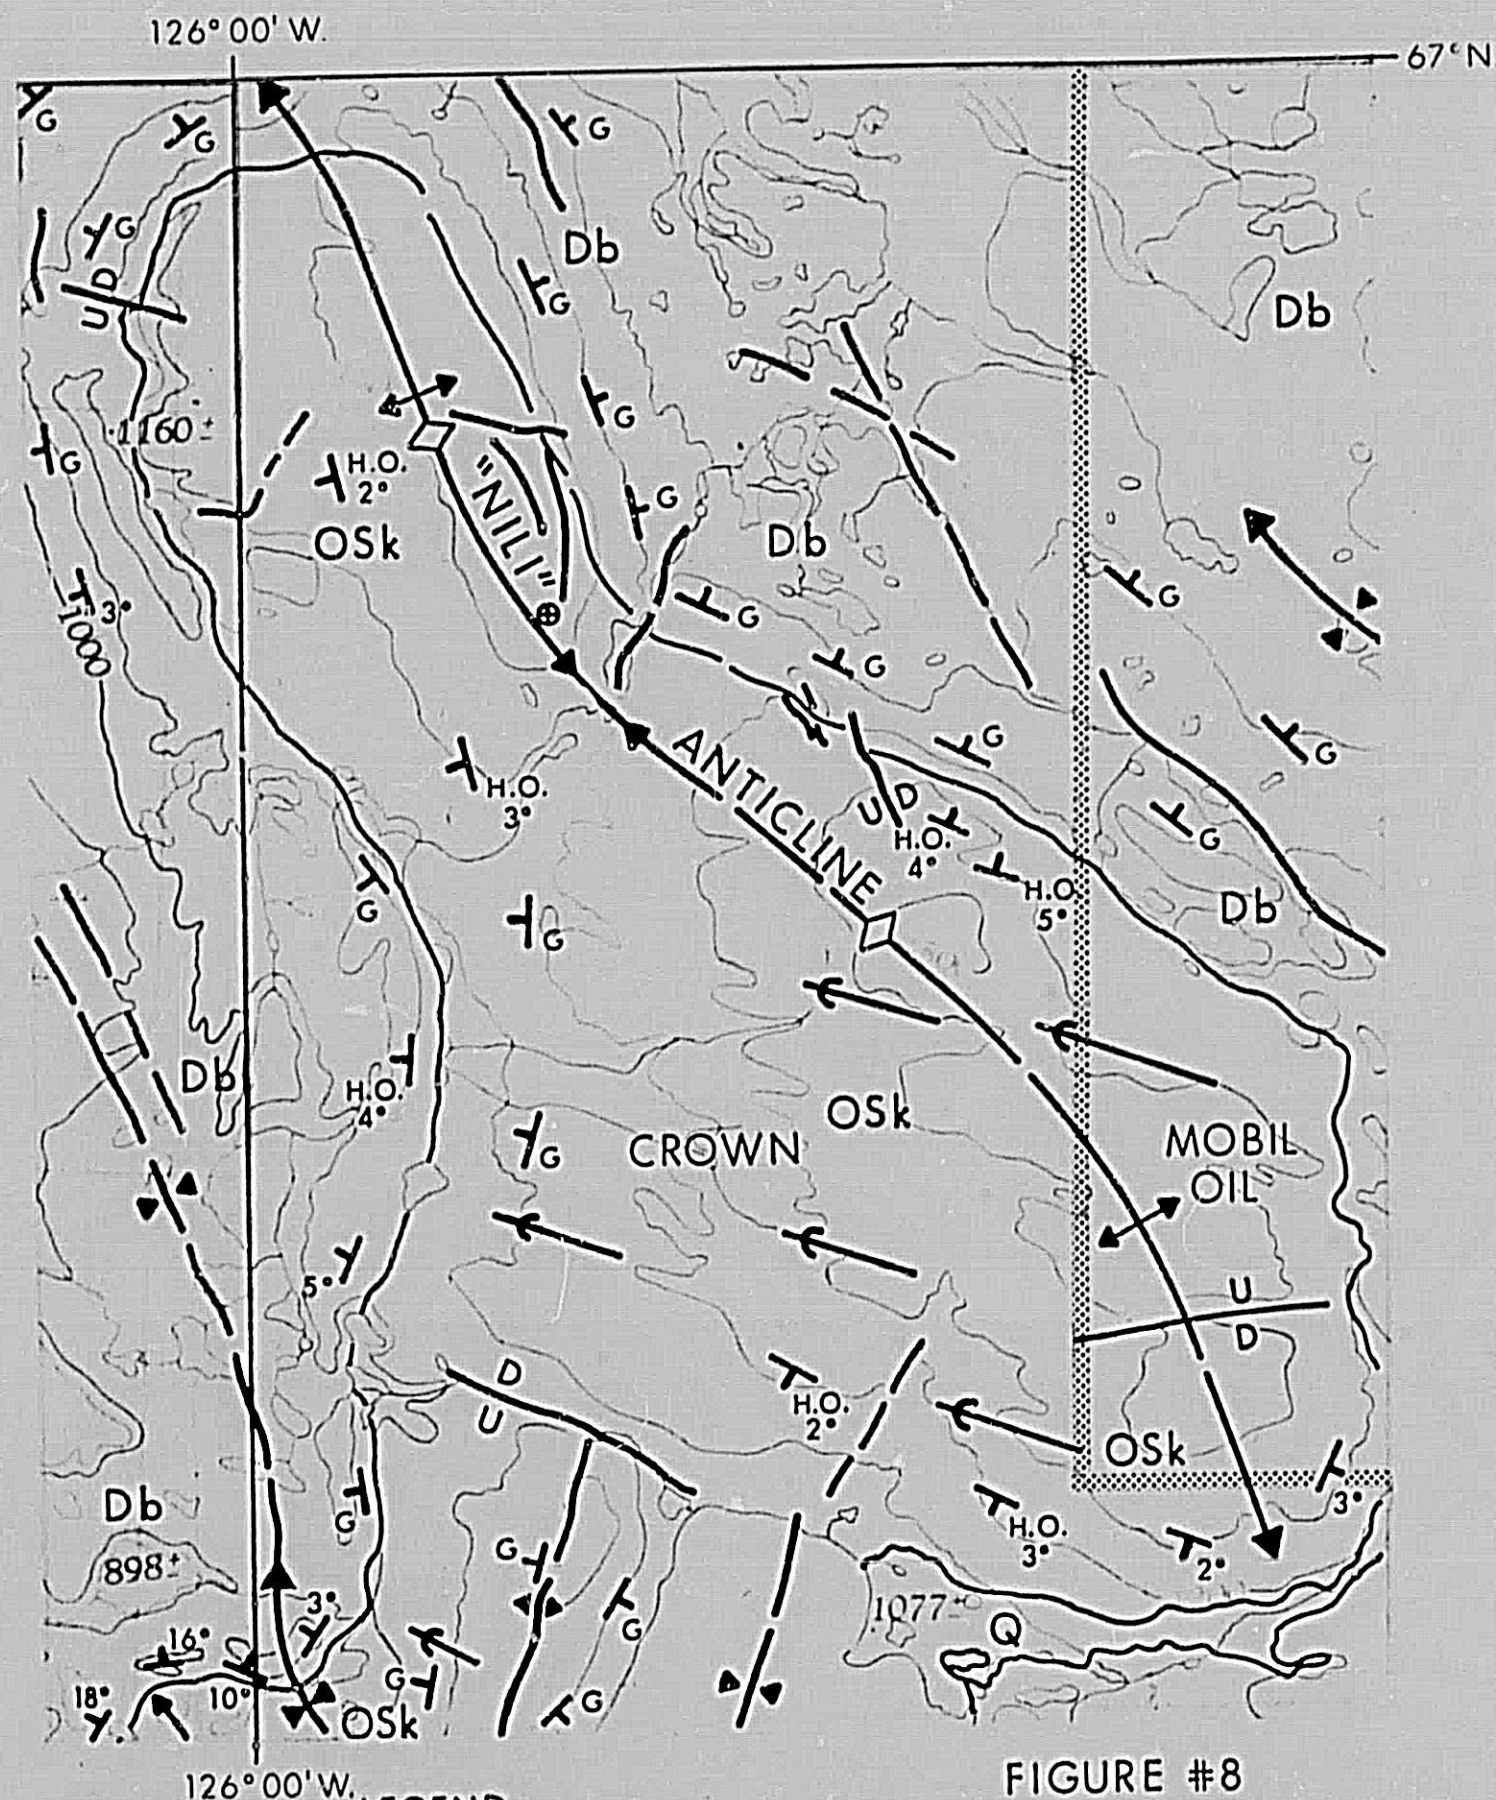 126°00' W.
67°N
G
G
G
G
Db
D
U
G
Db
G
1160±
G
H.O.
2°
"NILI"
G
OSk
Db
3°
1000
G
G
G
G
G
ANTICLINE
H.O.
3°
D
U
H.O.
4°
G
H.O.
5°
Db
G
G
Db
H.O.
4°
OSk
G
CROWN
MOBIL
OIL
5°
U
D
D
U
H.O.
2°
OSk
3°
Db
G
898±
G
H.O.
3°
2°
3°
1077±
G
Q
16°
18°
10°
G
G
OSk
126°00' W.
LEGEND
FIGURE #8